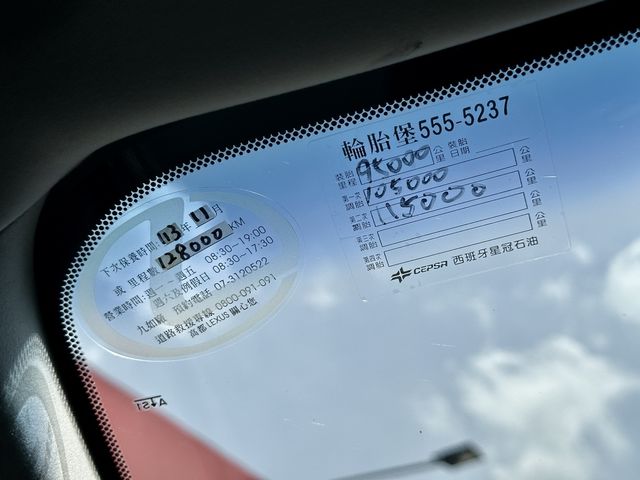 輪胎堡555-5237
裝胎里程 95000 公里 裝胎日期
第一次調胎 105000 公里
第二次調胎 115000 公里
第三次調胎 公里
第四次調胎 公里
CEPSA 西班牙星冠石油
下次保養時間: 113 年 11 月
或 里程數: 128000 KM
營業時間: 週一 ~ 週五 08:30~19:00
週六及例假日 08:30~17:30
九如廠 預約電話 07-3120522
道路救援專線 0800-091-091
高都 LEXUS 關心您